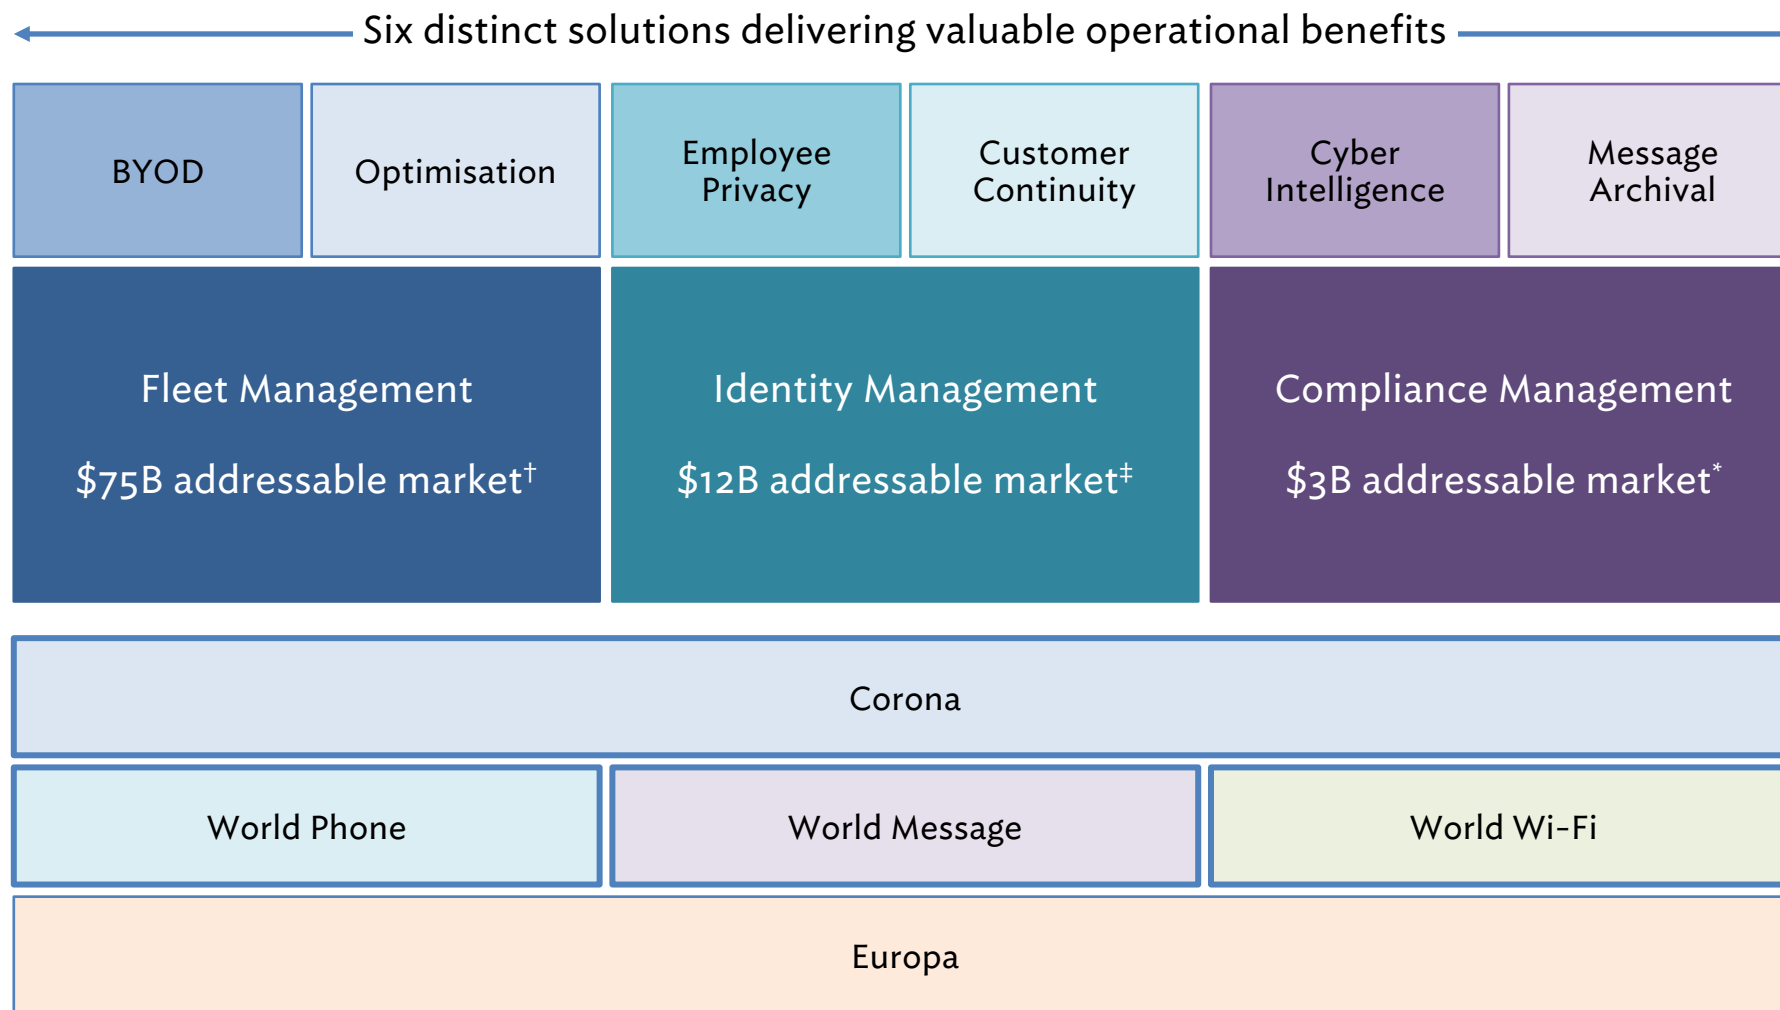 Six distinct solutions delivering valuable operational benefits
BYOD
Optimisation
Employee
Privacy
Customer
Continuity
Cyber
Intelligence
Message
Archival
Fleet Management
$75B addressable market†
Identity Management
$12B addressable market‡
Compliance Management
$3B addressable market*
Corona
World Phone
World Message
World Wi-Fi
Europa